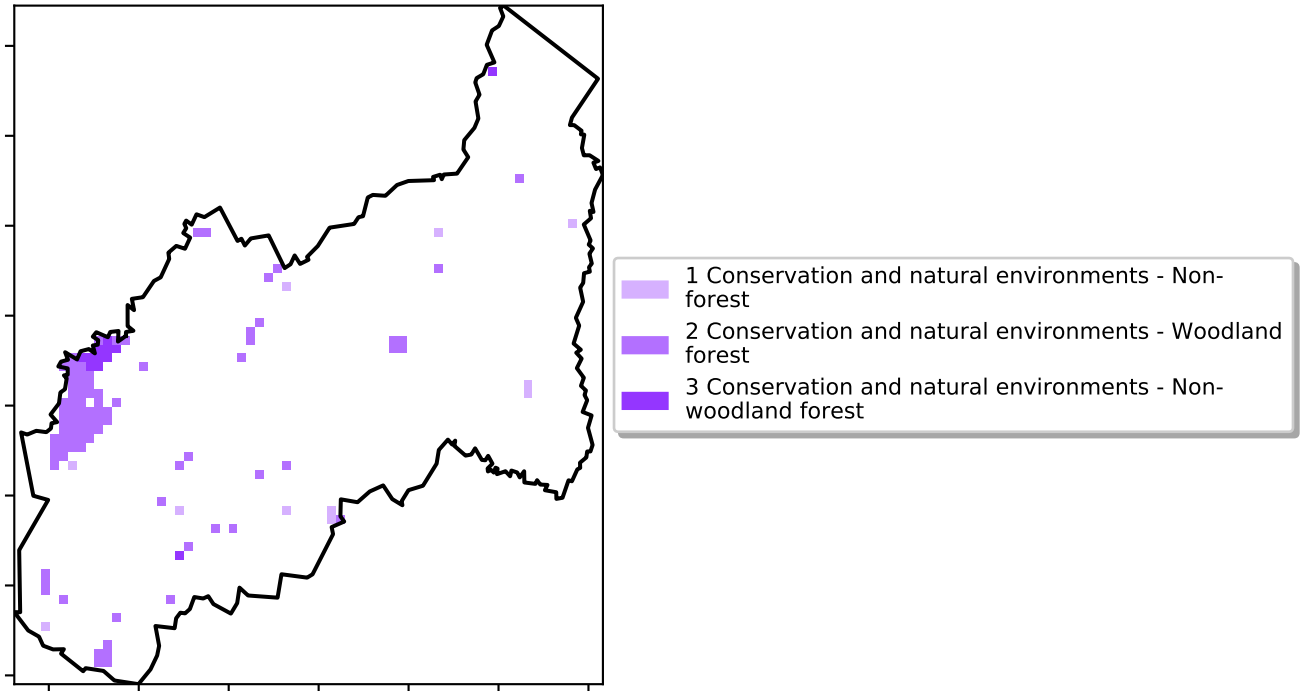 1 Conservation and natural environments - Non-
forest
2 Conservation and natural environments - Woodland
forest
3 Conservation and natural environments - Non-
woodland forest